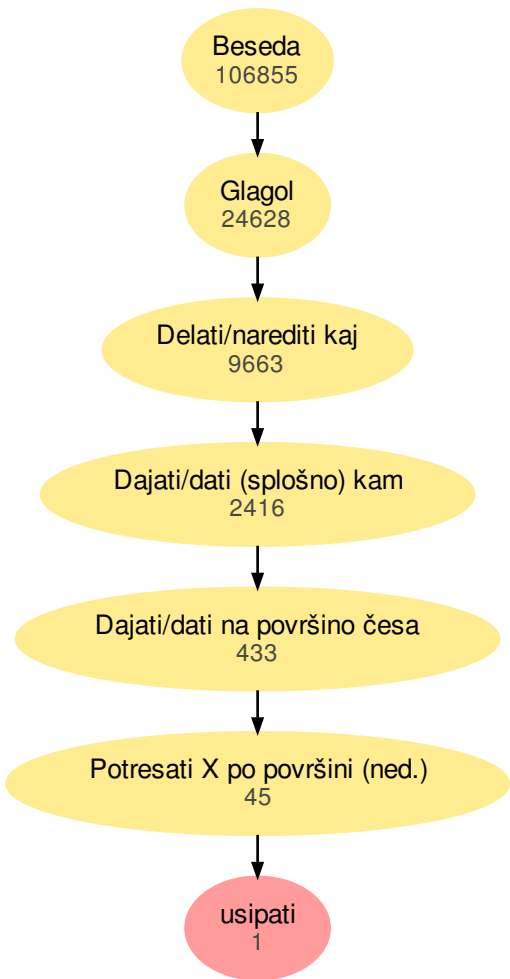 Beseda
106855
Glagol
24628
Delati/narediti kaj
9663
Dajati/dati (splošno) kam
2416
Dajati/dati na površino česa
433
Potresati X po površini (ned.)
45
usipati
1